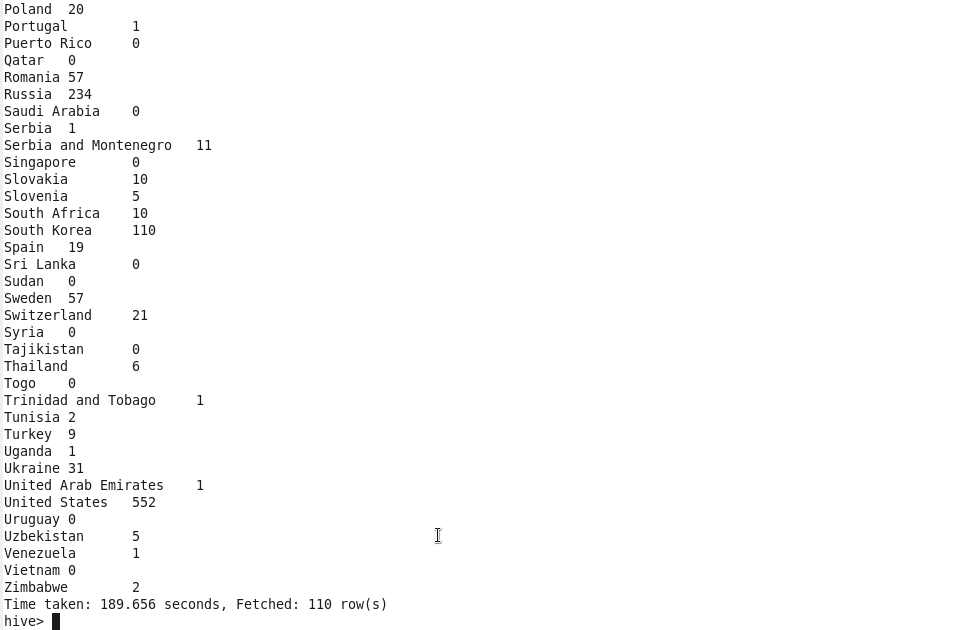 Poland	20
Portugal	1
Puerto Rico	0
Qatar	0
Romania	57
Russia	234
Saudi Arabia	0
Serbia	1
Serbia and Montenegro	11
Singapore	0
Slovakia	10
Slovenia	5
South Africa	10
South Korea	110
Spain	19
Sri Lanka	0
Sudan	0
Sweden	57
Switzerland	21
Syria	0
Tajikistan	0
Thailand	6
Togo	0
Trinidad and Tobago	1
Tunisia	2
Turkey	9
Uganda	1
Ukraine	31
United Arab Emirates	1
United States	552
Uruguay	0
Uzbekistan	5
Venezuela	1
Vietnam	0
Zimbabwe	2
Time taken: 189.656 seconds, Fetched: 110 row(s)
hive>